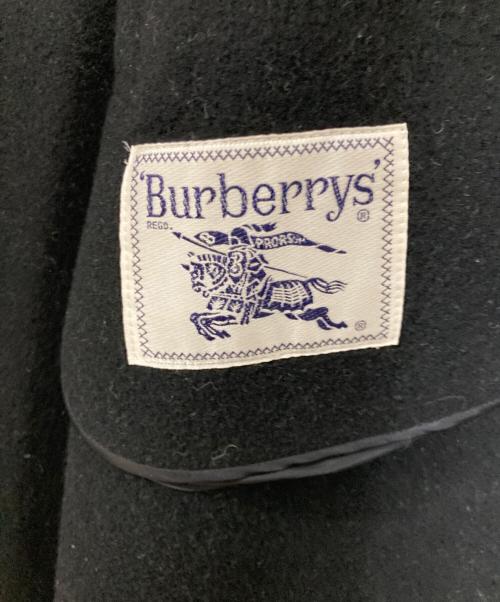 'Burberrys'
REGD. ®
PRORSUM
B
®